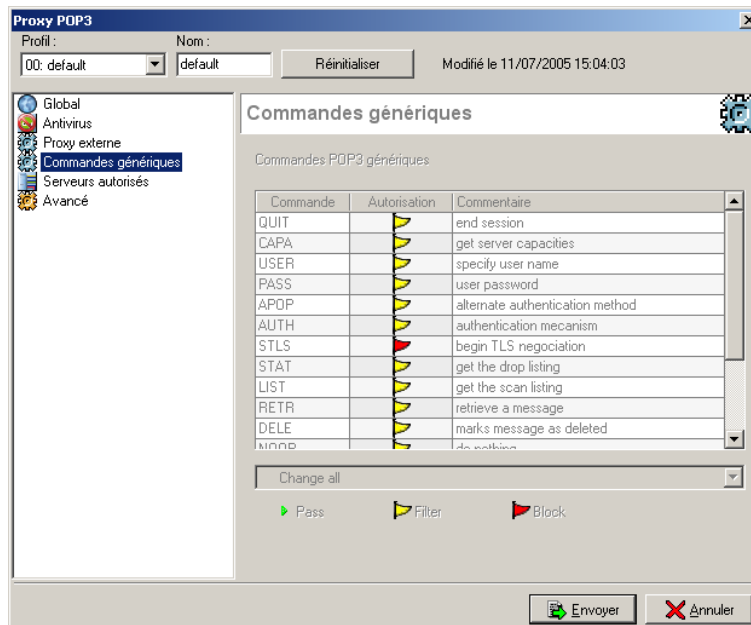 Proxy POP3
Profil : Nom :
00: default default Réinitialiser Modifié le 11/07/2005 15:04:03
Global
Antivirus
Proxy externe
Commandes génériques
Serveurs autorisés
Avancé
Commandes génériques
Commandes POP3 génériques
Commande Autorisation Commentaire
QUIT end session
CAPA get server capacities
USER specify user name
PASS user password
APOP alternate authentication method
AUTH authentication mecanism
STLS begin TLS negociation
STAT get the drop listing
LIST get the scan listing
RETR retrieve a message
DELE marks message as deleted
NOOP do nothing
Change all
Pass Filter Block
Envoyer Annuler